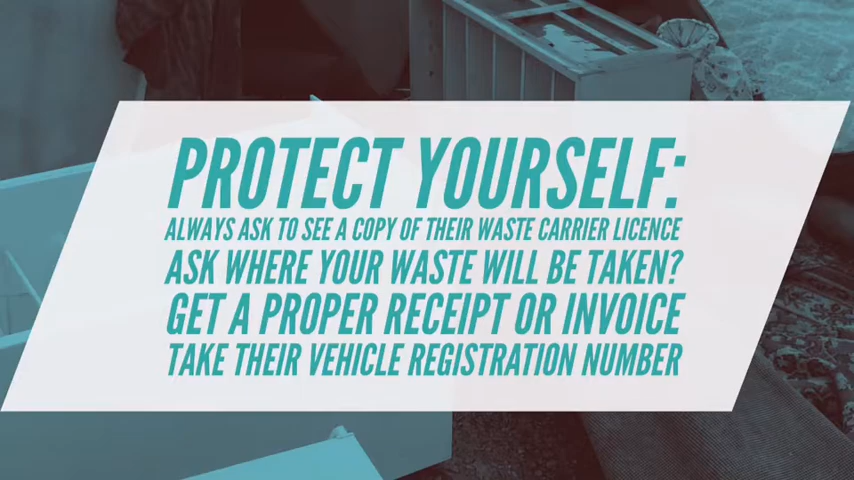 PROTECT YOURSELF:
ALWAYS ASK TO SEE A COPY OF THEIR WASTE CARRIER LICENCE
ASK WHERE YOUR WASTE WILL BE TAKEN?
GET A PROPER RECEIPT OR INVOICE
TAKE THEIR VEHICLE REGISTRATION NUMBER